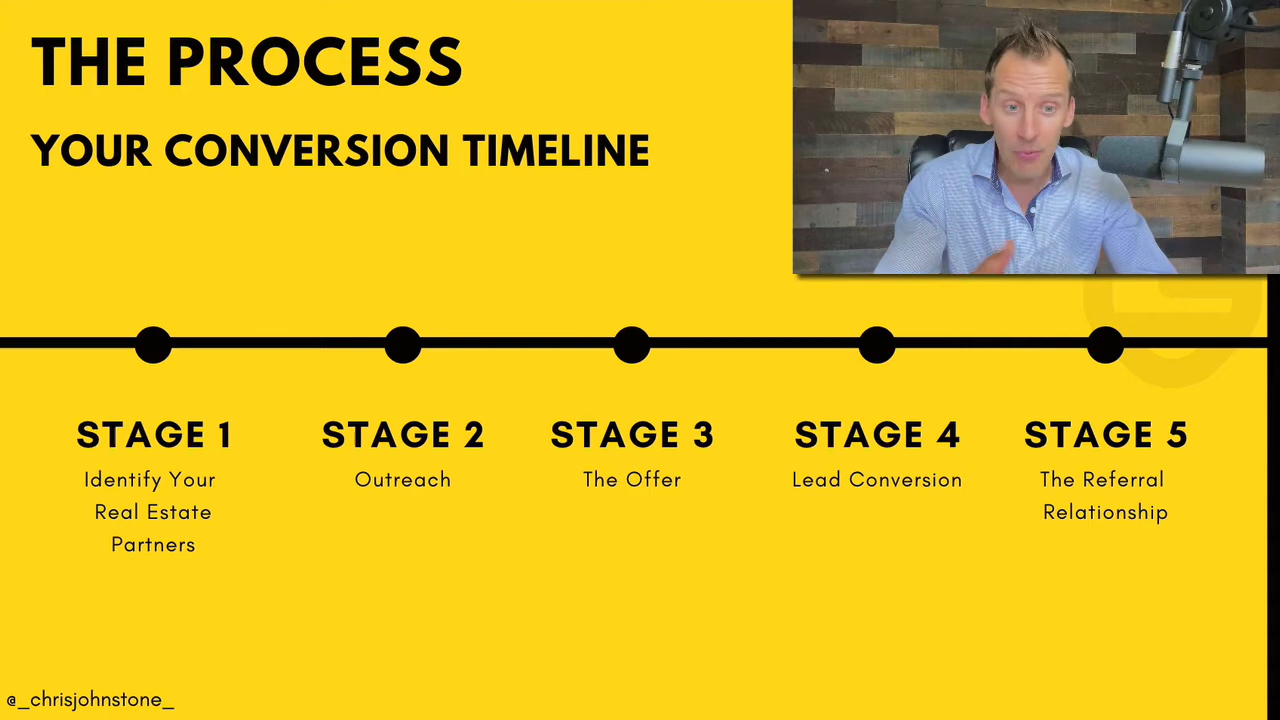 THE PROCESS
YOUR CONVERSION TIMELINE
STAGE 1
Identify Your
Real Estate
Partners
STAGE 2
Outreach
STAGE 3
The Offer
STAGE 4
Lead Conversion
STAGE 5
The Referral
Relationship
@_chrisjohnstone_